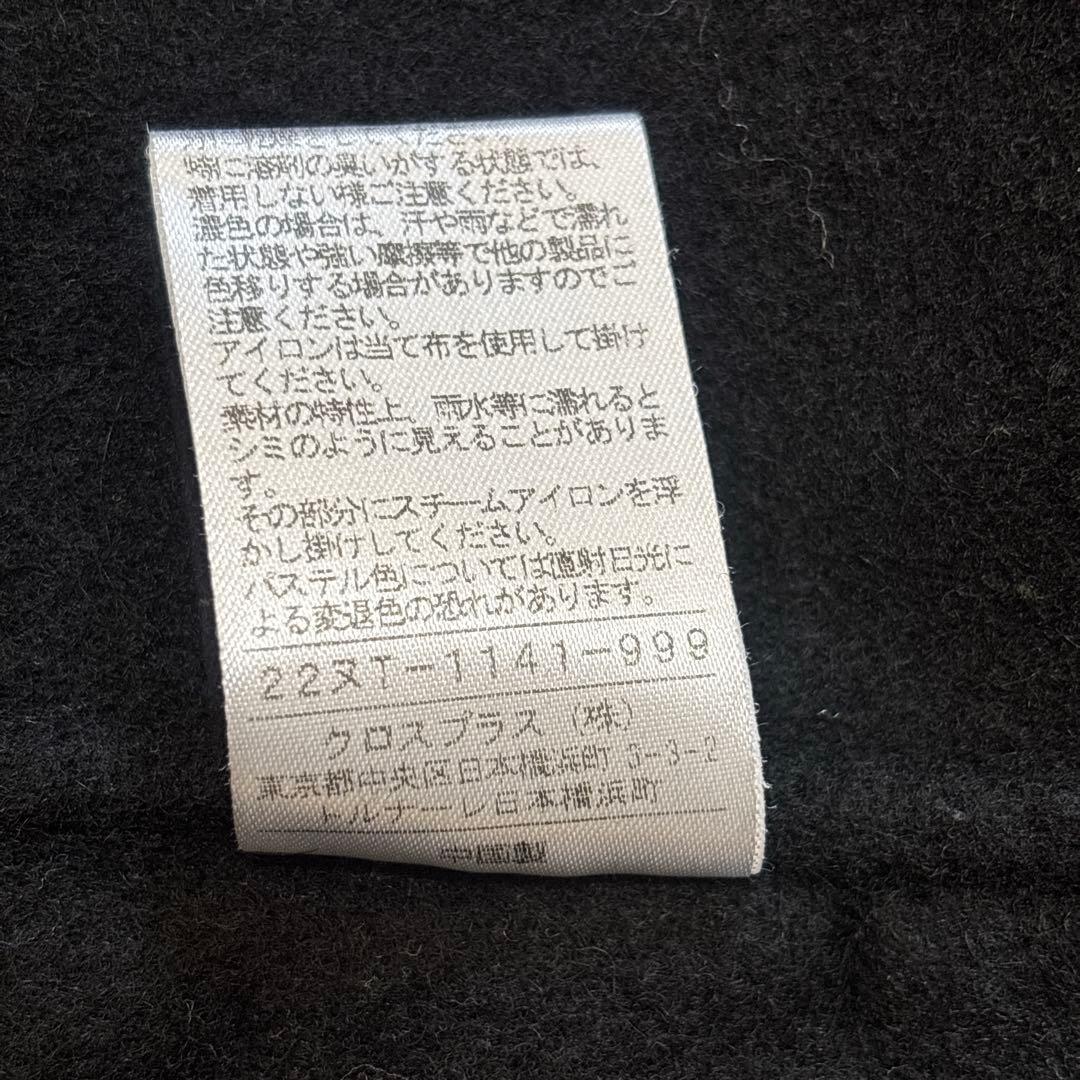 特に溶剤の臭いがする状態では、
着用しない様ご注意ください。
濃色の場合は、汗や雨などで濡れ
た状態や強い摩擦等で他の製品に
色移りする場合がありますのでご
注意ください。
アイロンは当て布を使用して掛け
てください。
素材の特性上、雨水等に濡れると
シミのように見えることがありま
す。
その部分にスチームアイロンを浮
かし掛けしてください。
パステル色については直射日光に
よる変退色の恐れがあります。
22ヌT-1141-999
クロスプラス（株）
東京都中央区日本橋浜町3-3-2
トルナーレ日本橋浜町
中国製